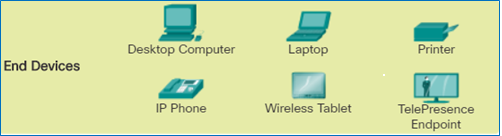 Desktop Computer Laptop Printer
End Devices
IP Phone Wireless Tablet TelePresence
Endpoint